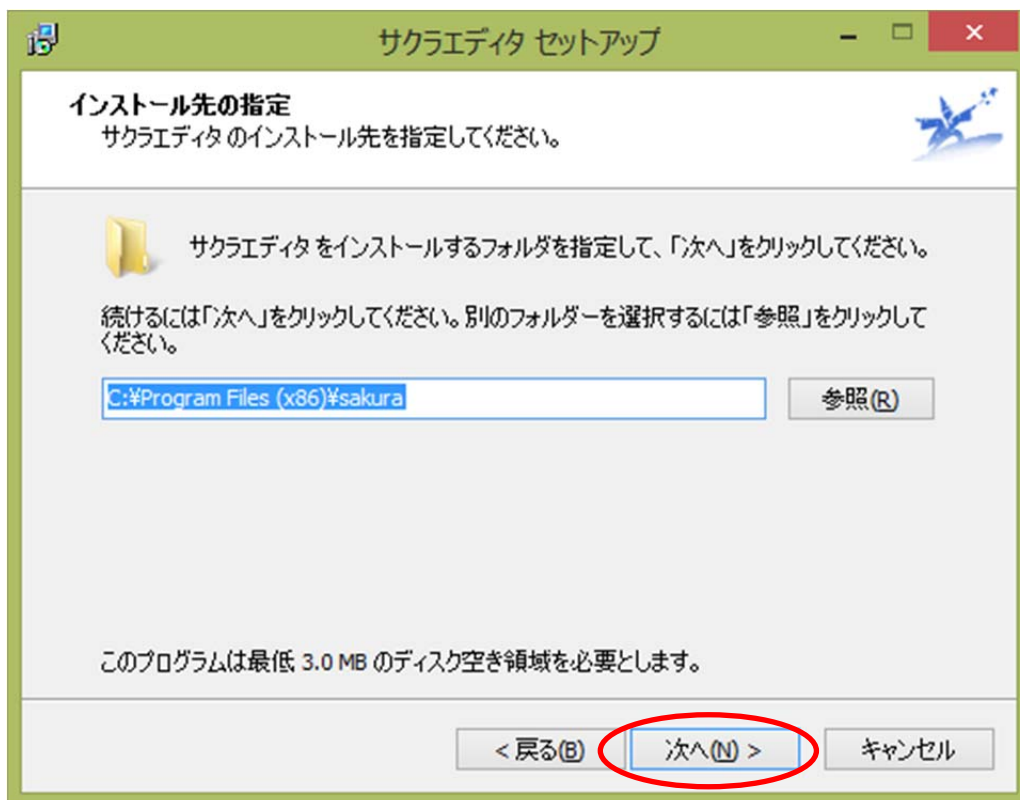 サクラエディタ セットアップ
インストール先の指定
サクラエディタ のインストール先を指定してください。
サクラエディタ をインストールするフォルダを指定して、「次へ」をクリックしてください。
続けるには「次へ」をクリックしてください。別のフォルダーを選択するには「参照」をクリックして
ください。
C:¥Program Files (x86)¥sakura
参照(R)
このプログラムは最低 3.0 MB のディスク空き領域を必要とします。
< 戻る(B)
次へ(N) >
キャンセル